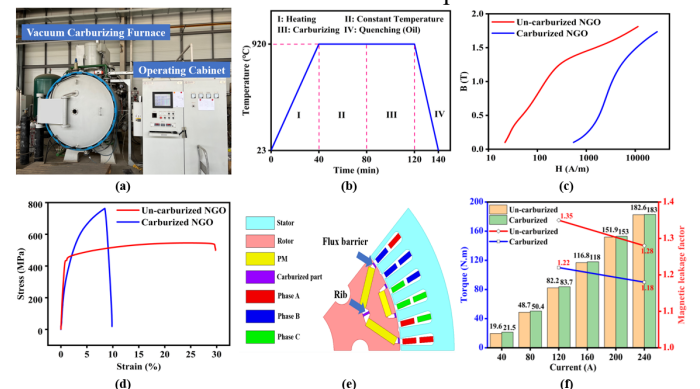 Vacuum Carburizing Furnace
Operating Cabinet
(a)
I: Heating II: Constant Temperature
III: Carburizing IV: Quenching (Oil)
Temperature (°C)
920
23
I
II
III
IV
0 40 80 120 140
Time (min)
(b)
Un-carburized NGO
Carburized NGO
B (T)
2.0
1.5
1.0
0.5
0.0
10 100 1000 10000
H (A/m)
(c)
Un-carburized NGO
Carburized NGO
Stress (MPa)
800
600
400
200
0
0 5 10 15 20 25 30
Strain (%)
(d)
Stator
Rotor
PM
Carburized part
Phase A
Phase B
Phase C
Flux barrier
Rib
(e)
Un-carburized
Carburized
Un-carburized
Carburized
Torque (N.m)
200
160
120
80
40
0
Magnetic leakage factor
1.4
1.3
1.2
1.1
1.0
1.35
1.28
1.22
1.18
19.6 21.5
48.7 50.4
82.2 83.7
116.8 118
151.9 153
182.6 183
40 80 120 160 200 240
Current (A)
(f)